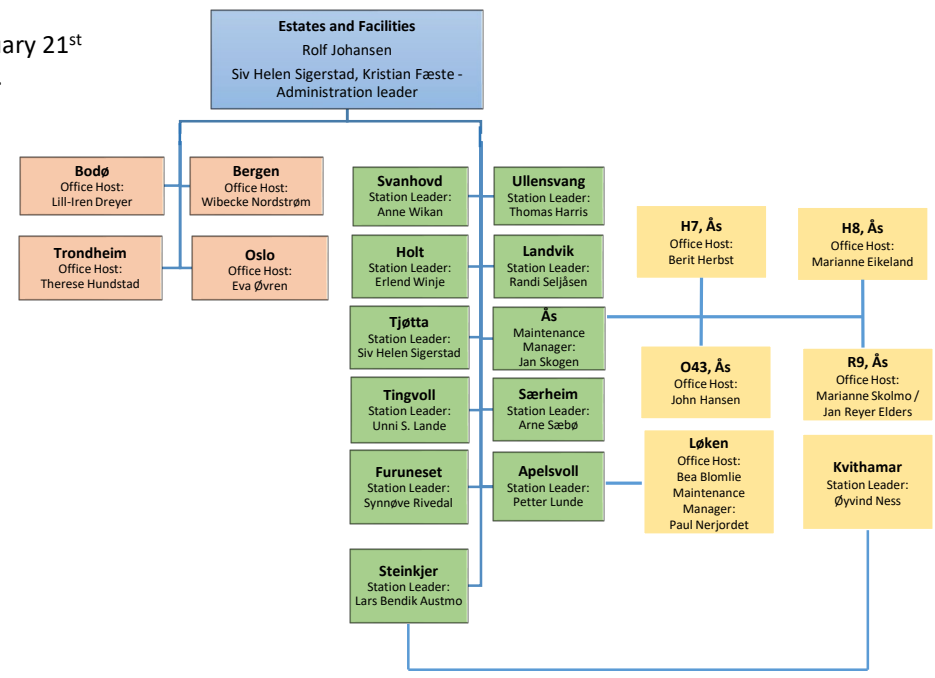 uary 21st
Estates and Facilities
Rolf Johansen
Siv Helen Sigerstad, Kristian Fæste -
Administration leader
Bodø
Office Host:
Lill-Iren Dreyer
Bergen
Office Host:
Wibecke Nordstrøm
Trondheim
Office Host:
Therese Hundstad
Oslo
Office Host:
Eva Øvren
Svanhovd
Station Leader:
Anne Wikan
Ullensvang
Station Leader:
Thomas Harris
Holt
Station Leader:
Erlend Winje
Landvik
Station Leader:
Randi Seljåsen
Tjøtta
Station Leader:
Siv Helen Sigerstad
Ås
Maintenance
Manager:
Jan Skogen
Tingvoll
Station Leader:
Unni S. Lande
Særheim
Station Leader:
Arne Sæbø
Furuneset
Station Leader:
Synnøve Rivedal
Apelsvoll
Station Leader:
Petter Lunde
Steinkjer
Station Leader:
Lars Bendik Austmo
H7, Ås
Office Host:
Berit Herbst
H8, Ås
Office Host:
Marianne Eikeland
O43, Ås
Office Host:
John Hansen
R9, Ås
Office Host:
Marianne Skolmo /
Jan Reyer Elders
Løken
Office Host:
Bea Blomlie
Maintenance
Manager:
Paul Nerjordet
Kvithamar
Station Leader:
Øyvind Ness